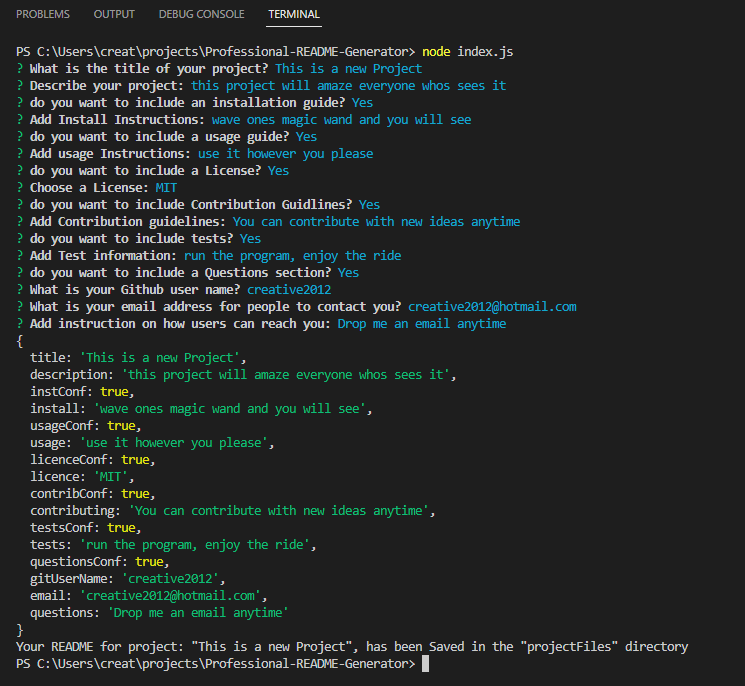 PROBLEMS OUTPUT DEBUG CONSOLE TERMINAL
PS C:\Users\creat\projects\Professional-README-Generator> node index.js
? What is the title of your project? This is a new Project
? Describe your project: this project will amaze everyone whos sees it
? do you want to include an installation guide? Yes
? Add Install Instructions: wave ones magic wand and you will see
? do you want to include a usage guide? Yes
? Add usage Instructions: use it however you please
? do you want to include a License? Yes
? Choose a License: MIT
? do you want to include Contribution Guidlines? Yes
? Add Contribution guidelines: You can contribute with new ideas anytime
? do you want to include tests? Yes
? Add Test information: run the program, enjoy the ride
? do you want to include a Questions section? Yes
? What is your Github user name? creative2012
? What is your email address for people to contact you? creative2012@hotmail.com
? Add instruction on how users can reach you: Drop me an email anytime
{
  title: 'This is a new Project',
  description: 'this project will amaze everyone whos sees it',
  instConf: true,
  install: 'wave ones magic wand and you will see',
  usageConf: true,
  usage: 'use it however you please',
  licenceConf: true,
  licence: 'MIT',
  contribConf: true,
  contributing: 'You can contribute with new ideas anytime',
  testsConf: true,
  tests: 'run the program, enjoy the ride',
  questionsConf: true,
  gitUserName: 'creative2012',
  email: 'creative2012@hotmail.com',
  questions: 'Drop me an email anytime'
}
Your README for project: "This is a new Project", has been Saved in the "projectFiles" directory
PS C:\Users\creat\projects\Professional-README-Generator>